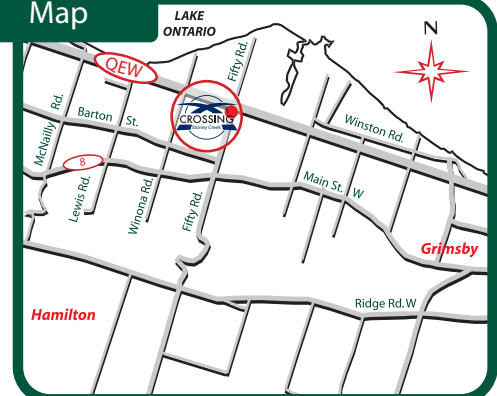 Map
LAKE
ONTARIO
N
QEW
Fifty Rd.
CROSSING
Stoney Creek
McNailly Rd.
Barton St.
Winston Rd.
8
Lewis Rd.
Winona Rd.
Fifty Rd.
Main St. W
Grimsby
Hamilton
Ridge Rd. W